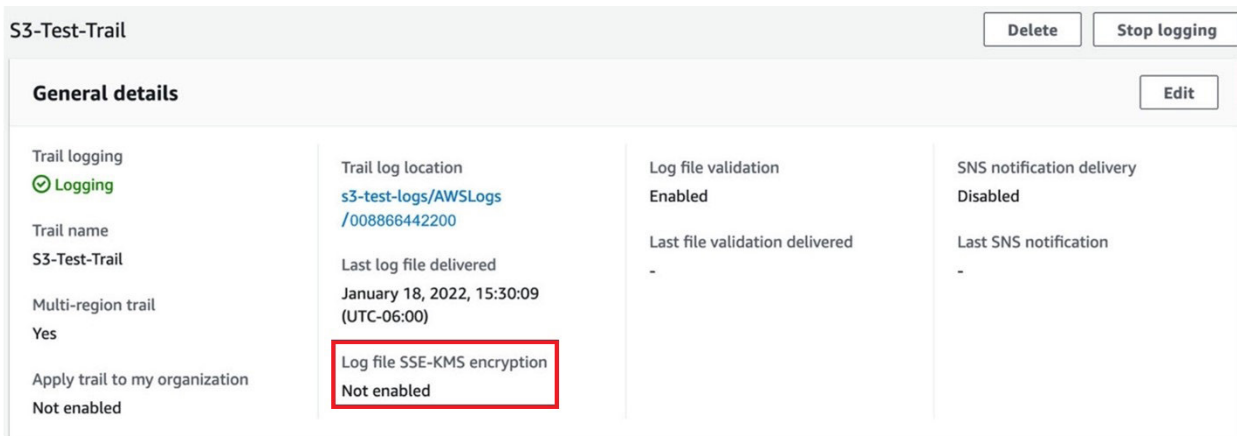 S3-Test-Trail
Delete
Stop logging
General details
Edit
Trail logging
Logging
Trail name
S3-Test-Trail
Multi-region trail
Yes
Apply trail to my organization
Not enabled
Trail log location
s3-test-logs/AWSLogs
/008866442200
Last log file delivered
January 18, 2022, 15:30:09
(UTC-06:00)
Log file SSE-KMS encryption
Not enabled
Log file validation
Enabled
Last file validation delivered
-
SNS notification delivery
Disabled
Last SNS notification
-